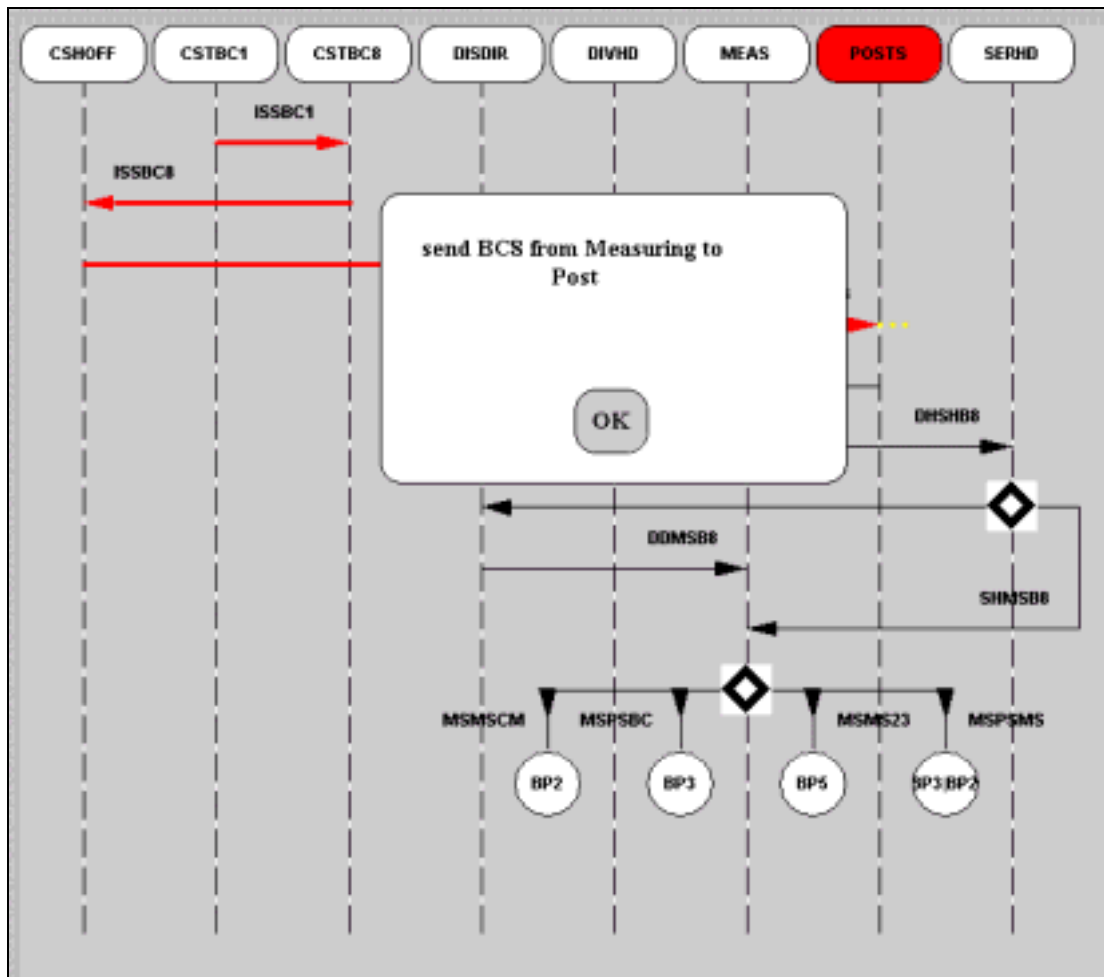 CSHOFF CSTBC1 CSTBC8 DISDIR DIVHD MEAS POSTS SERHD
ISSBC1
ISSBC8
send BCS from Measuring to
Post
OK
DHSHB8
DDMSB8
SHMSB8
MSMSCM MSPSBC MSMS23 MSPSMS
BP2 BP3 BP5 BP3|BP2